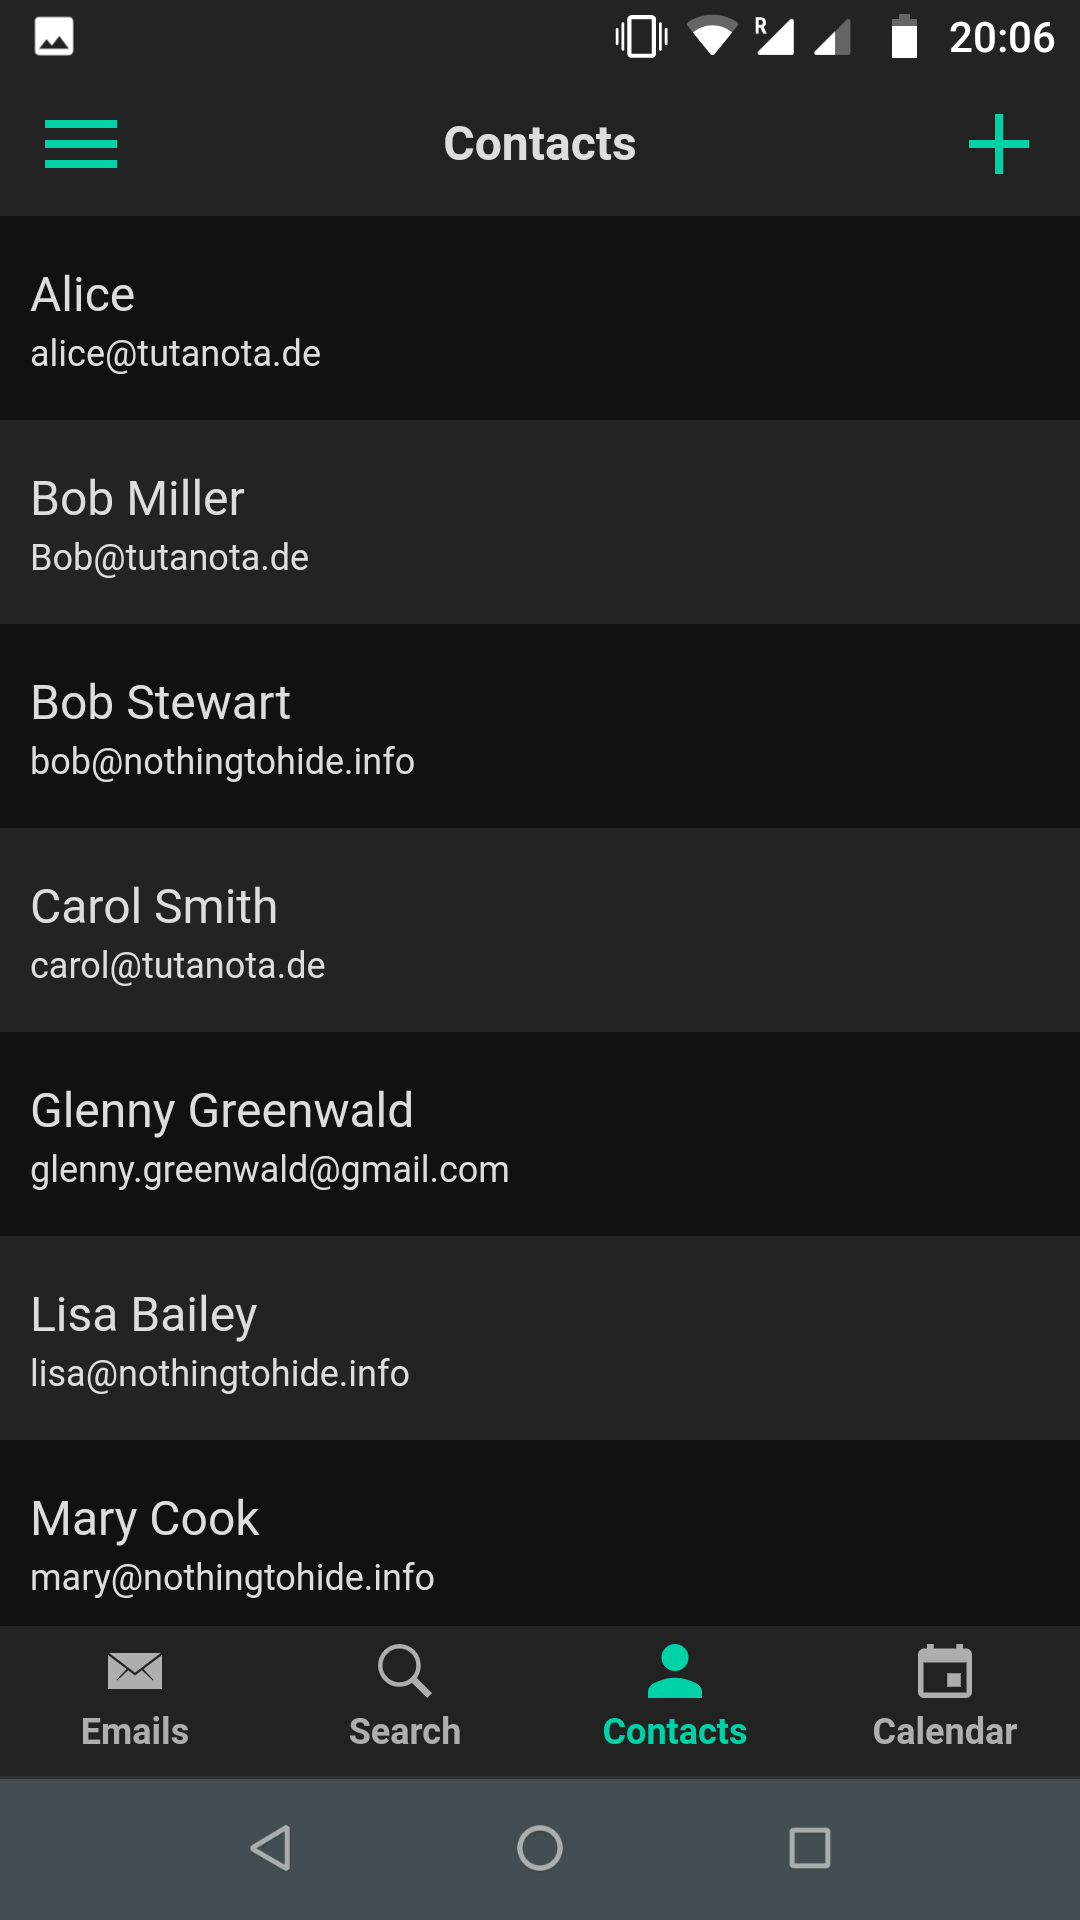 R 20:06
Contacts
Alice
alice@tutanota.de
Bob Miller
Bob@tutanota.de
Bob Stewart
bob@nothingtohide.info
Carol Smith
carol@tutanota.de
Glenny Greenwald
glenny.greenwald@gmail.com
Lisa Bailey
lisa@nothingtohide.info
Mary Cook
mary@nothingtohide.info
Emails Search Contacts Calendar